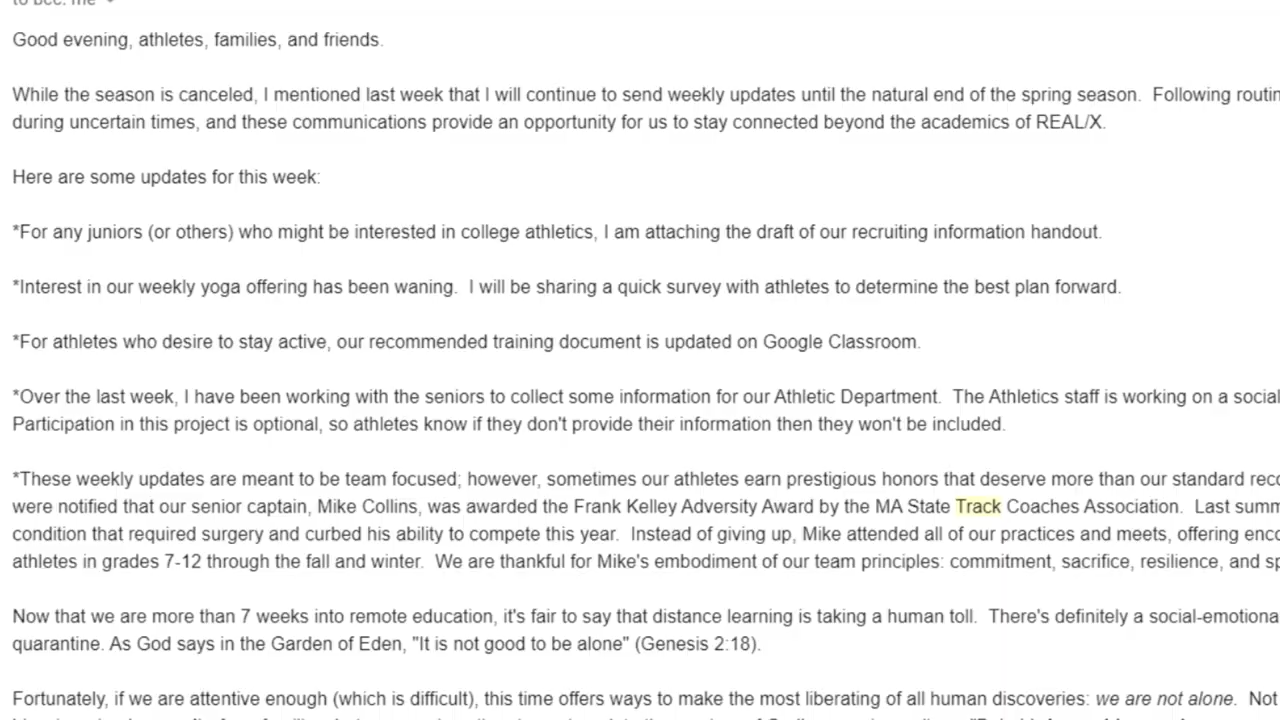 to bcc: me
Good evening, athletes, families, and friends.
While the season is canceled, I mentioned last week that I will continue to send weekly updates until the natural end of the spring season.  Following
during uncertain times, and these communications provide an opportunity for us to stay connected beyond the academics of REAL/X.
Here are some updates for this week:
*For any juniors (or others) who might be interested in college athletics, I am attaching the draft of our recruiting information handout.
*Interest in our weekly yoga offering has been waning.  I will be sharing a quick survey with athletes to determine the best plan forward.
*For athletes who desire to stay active, our recommended training document is updated on Google Classroom.
*Over the last week, I have been working with the seniors to collect some information for our Athletic Department.  The Athletics staff is working on a social
Participation in this project is optional, so athletes know if they don't provide their information then they won't be included.
*These weekly updates are meant to be team focused; however, sometimes our athletes earn prestigious honors that deserve more than our standard
were notified that our senior captain, Mike Collins, was awarded the Frank Kelley Adversity Award by the MA State Track Coaches Association.  Last
condition that required surgery and curbed his ability to compete this year.  Instead of giving up, Mike attended all of our practices and meets, offering
athletes in grades 7-12 through the fall and winter.  We are thankful for Mike's embodiment of our team principles: commitment, sacrifice, resilience, and
Now that we are more than 7 weeks into remote education, it's fair to say that distance learning is taking a human toll.  There's definitely a
quarantine. As God says in the Garden of Eden, "It is not good to be alone" (Genesis 2:18).
Fortunately, if we are attentive enough (which is difficult), this time offers ways to make the most liberating of all human discoveries: we are not alone.  Not